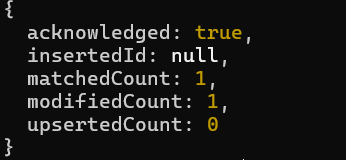 {
  acknowledged: true,
  insertedId: null,
  matchedCount: 1,
  modifiedCount: 1,
  upsertedCount: 0
}